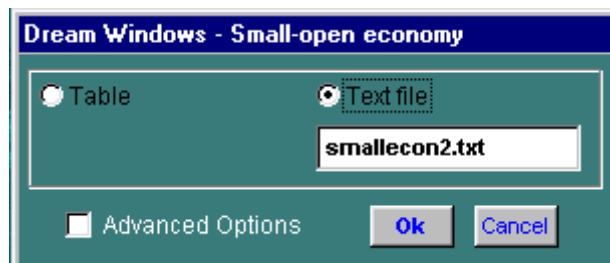 Dream Windows - Small-open economy
Table
Text file
smallecon2.txt
Advanced Options
Ok
Cancel